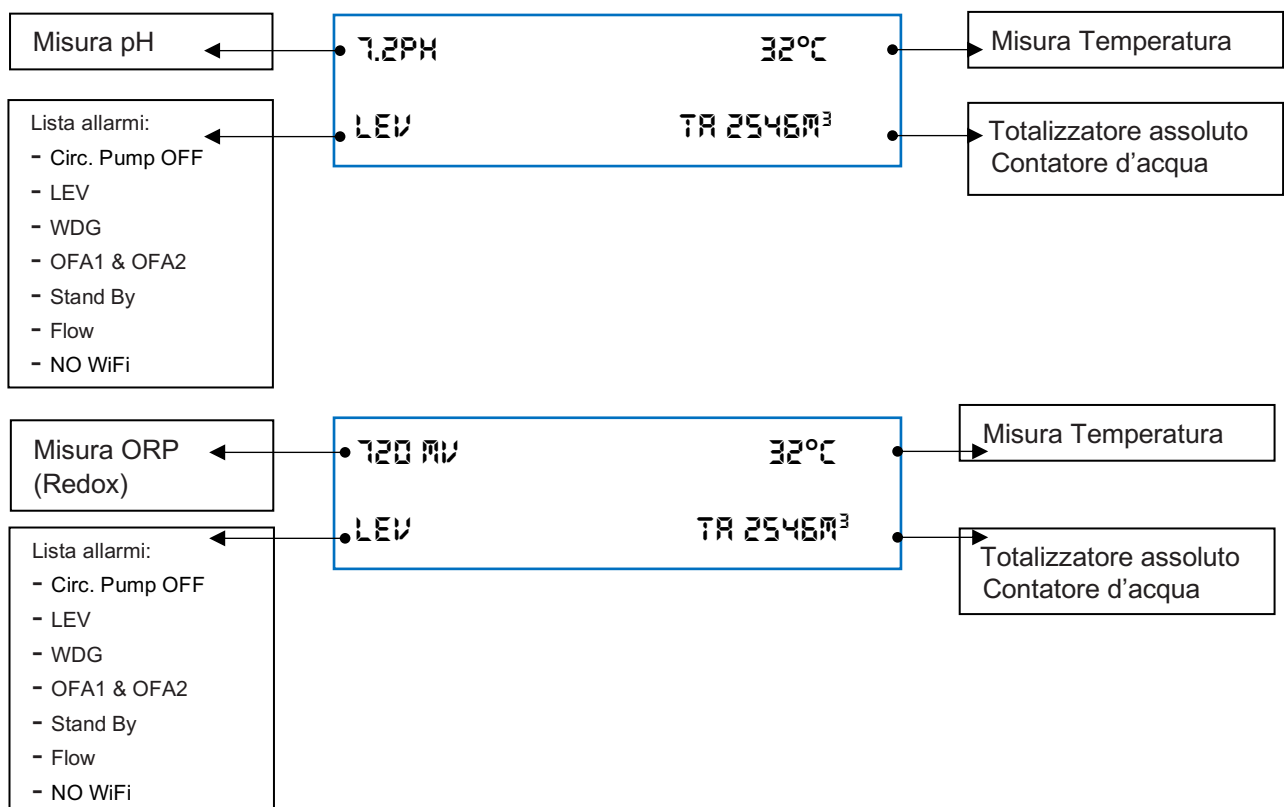 Misura pH
7.2PH
32°C
Misura Temperatura
Lista allarmi:
- Circ. Pump OFF
- LEV
- WDG
- OFA1 & OFA2
- Stand By
- Flow
- NO WiFi
LEV
TA 2546M³
Totalizzatore assoluto
Contatore d'acqua
Misura ORP
(Redox)
720 MV
32°C
Misura Temperatura
Lista allarmi:
- Circ. Pump OFF
- LEV
- WDG
- OFA1 & OFA2
- Stand By
- Flow
- NO WiFi
LEV
TA 2546M³
Totalizzatore assoluto
Contatore d'acqua